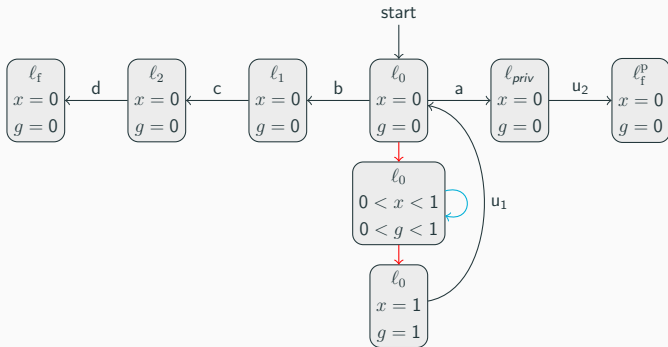 start
ℓf
x = 0
g = 0
d
ℓ2
x = 0
g = 0
c
ℓ1
x = 0
g = 0
b
ℓ0
x = 0
g = 0
a
ℓpriv
x = 0
g = 0
u2
ℓfp
x = 0
g = 0
ℓ0
0 < x < 1
0 < g < 1
u1
ℓ0
x = 1
g = 1